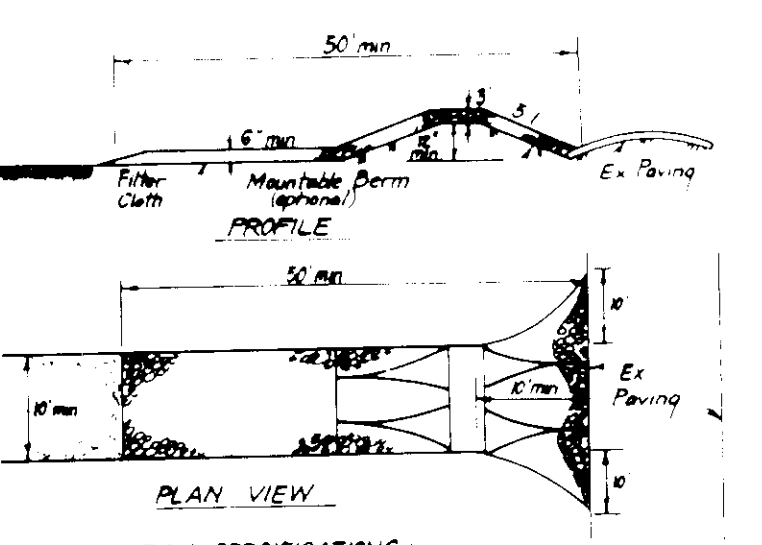 50' min
6" min
3'
5'
12" min
Filter Cloth
Mountable Berm
(optional)
Ex Paving
PROFILE
50' min
10'
10' min
10' min
Ex
Paving
10'
PLAN VIEW
SPECIFICATIONS